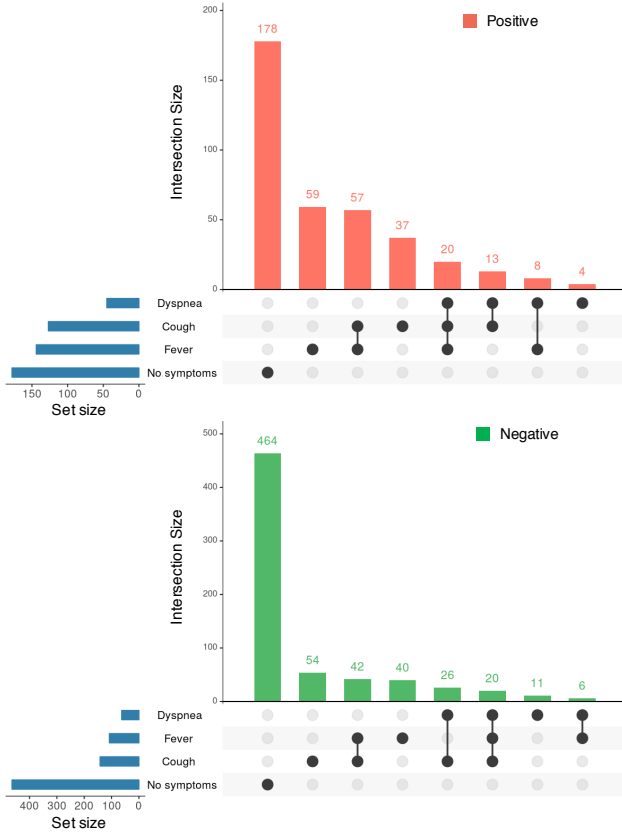 200
Positive
178
150
Intersection Size
100
59
57
50
37
20
13
8
4
0
Dyspnea
Cough
Fever
No symptoms
150 100 50 0
Set size
500
Negative
464
400
Intersection Size
300
200
100
54
42
40
26
20
11
6
0
Dyspnea
Fever
Cough
No symptoms
400 300 200 100 0
Set size